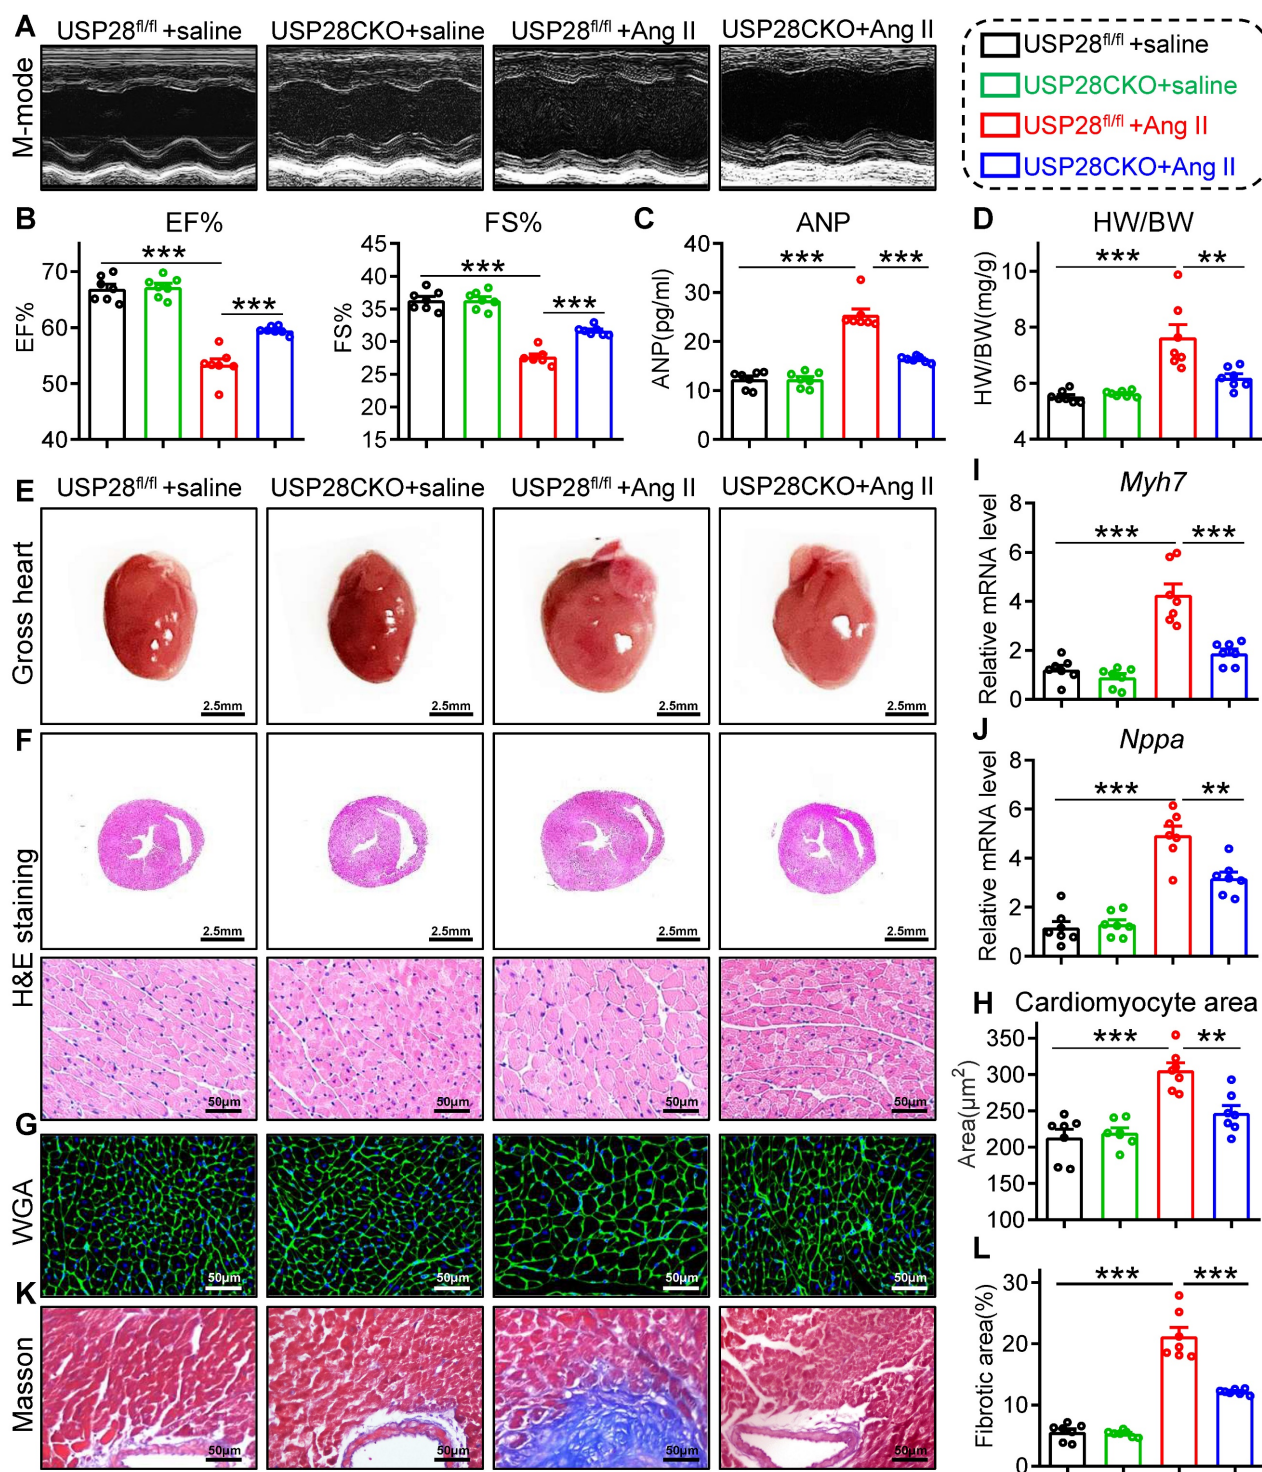 A
USP28fl/fl +saline
USP28CKO+saline
USP28fl/fl +Ang II
USP28CKO+Ang II
M-mode
USP28fl/fl +saline
USP28CKO+saline
USP28fl/fl +Ang II
USP28CKO+Ang II
B
EF%
EF%
70
60
50
40
***
***
FS%
FS%
45
40
35
30
25
20
15
***
***
C
ANP
ANP(pg/ml)
40
30
20
10
0
***
***
D
HW/BW
HW/BW(mg/g)
10
8
6
4
***
**
E
USP28fl/fl +saline
USP28CKO+saline
USP28fl/fl +Ang II
USP28CKO+Ang II
Gross heart
2.5mm
2.5mm
2.5mm
2.5mm
I
Myh7
Relative mRNA level
8
6
4
2
0
***
***
F
H&E staining
2.5mm
2.5mm
2.5mm
2.5mm
50μm
50μm
50μm
50μm
J
Nppa
Relative mRNA level
8
6
4
2
0
***
**
G
WGA
50μm
50μm
50μm
50μm
H
Cardiomyocyte area
Area(μm²)
350
300
250
200
150
100
***
**
K
Masson
50μm
50μm
50μm
50μm
L
Fibrotic area(%)
30
20
10
0
***
***